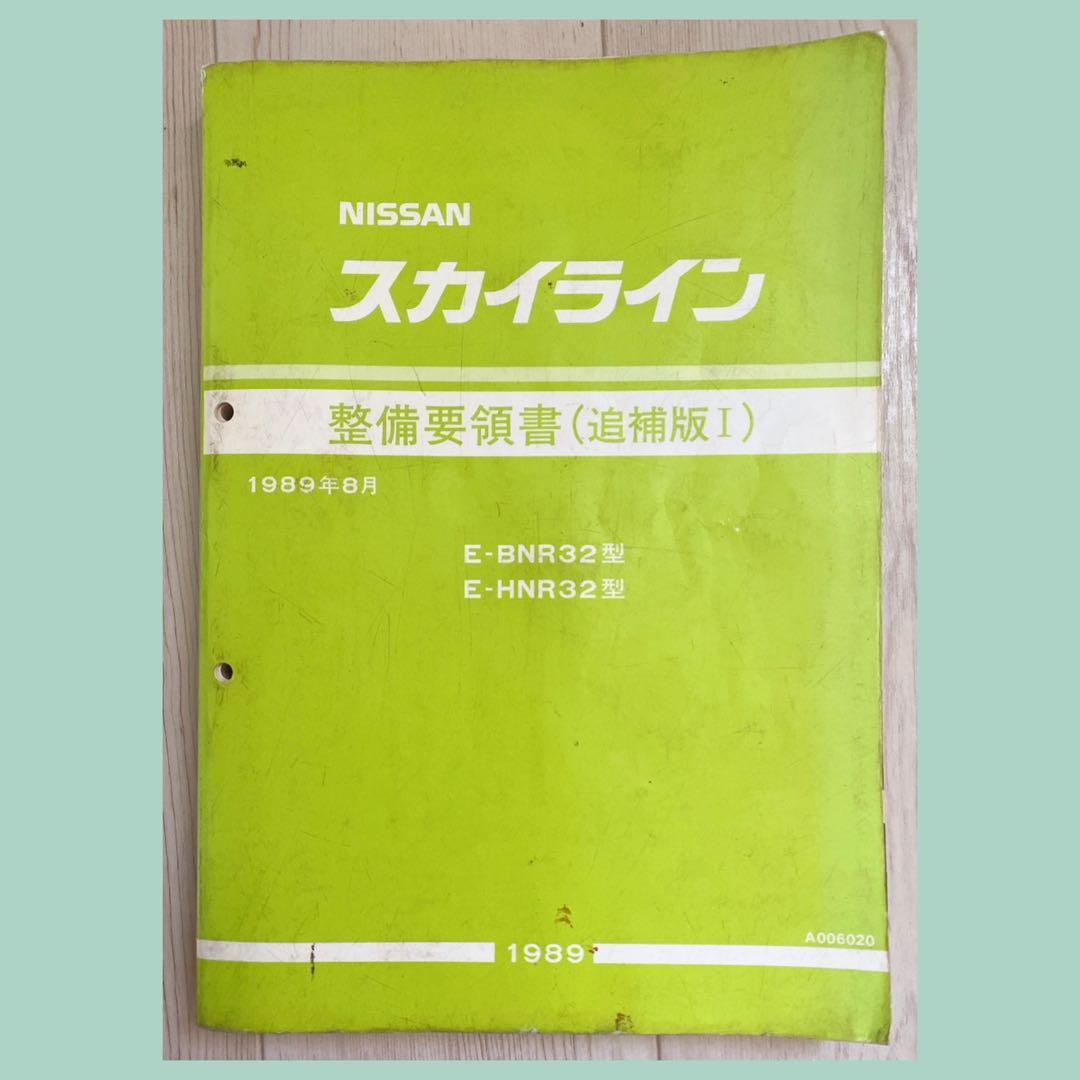 NISSAN
スカイライン
整備要領書(追補版I)
1989年8月
E-BNR32型
E-HNR32型
A006020
1989